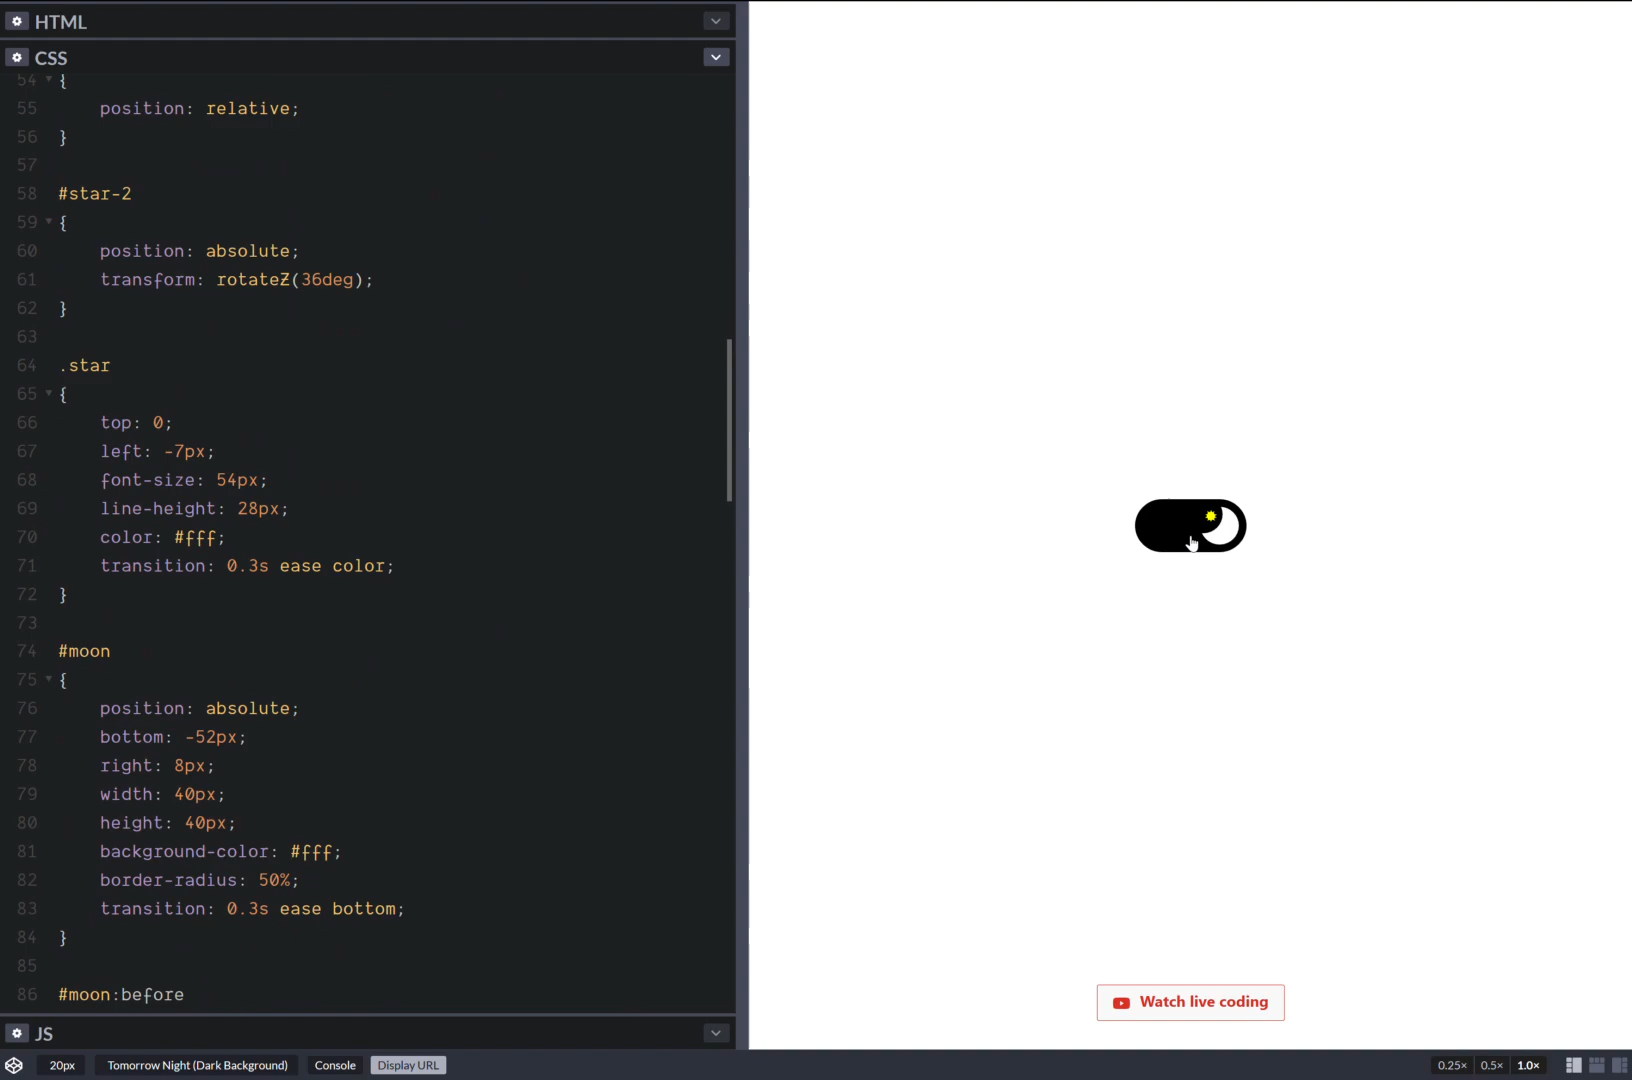 HTML
CSS
54 {
55 position: relative;
56 }
57
58 #star-2
59 {
60 position: absolute;
61 transform: rotateZ(36deg);
62 }
63
64 .star
65 {
66 top: 0;
67 left: -7px;
68 font-size: 54px;
69 line-height: 28px;
70 color: #fff;
71 transition: 0.3s ease color;
72 }
73
74 #moon
75 {
76 position: absolute;
77 bottom: -52px;
78 right: 8px;
79 width: 40px;
80 height: 40px;
81 background-color: #fff;
82 border-radius: 50%;
83 transition: 0.3s ease bottom;
84 }
85
86 #moon:before
Watch live coding
JS
20px Tomorrow Night (Dark Background) Console Display URL 0.25× 0.5× 1.0×